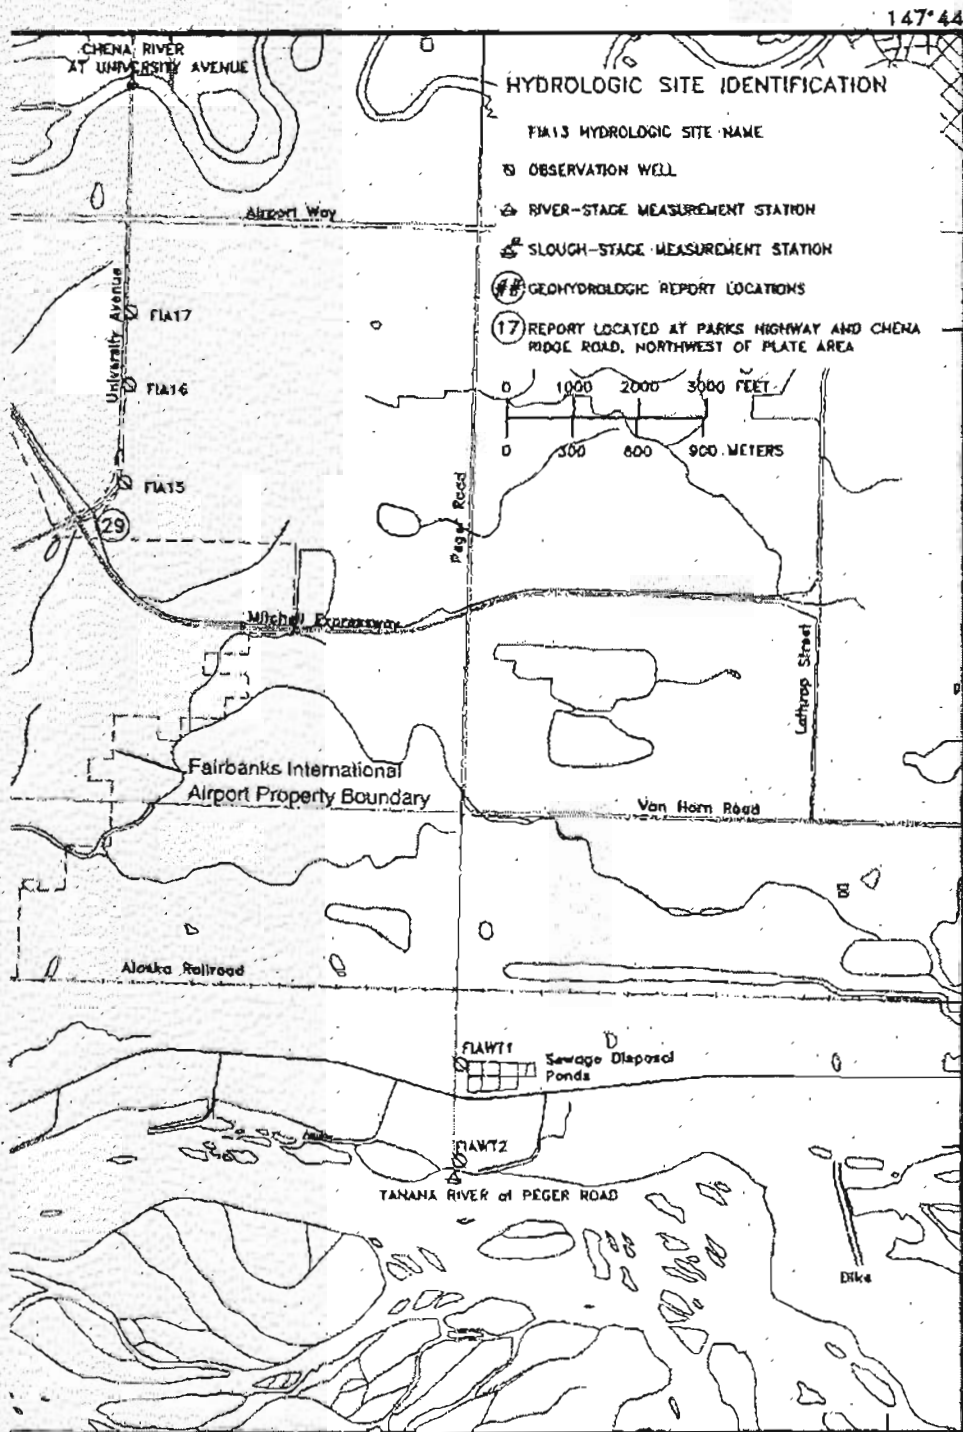 147°44
CHENA RIVER
AT UNIVERSITY AVENUE
HYDROLOGIC SITE IDENTIFICATION
FIA13 HYDROLOGIC SITE NAME
OBSERVATION WELL
RIVER-STAGE MEASUREMENT STATION
SLOUGH-STAGE MEASUREMENT STATION
## GEOHYDROLOGIC REPORT LOCATIONS
17 REPORT LOCATED AT PARKS HIGHWAY AND CHENA
RIDGE ROAD, NORTHWEST OF PLATE AREA
0 1000 2000 3000 FEET
0 300 600 900 METERS
Airport Way
University Avenue
FIA17
FIA16
FIA15
29
Peger Road
Mitchell Expressway
Lathrop Street
Fairbanks International
Airport Property Boundary
Van Horn Road
Alaska Railroad
FIAWT1
Sewage Disposal
Ponds
FIAWT2
TANANA RIVER at PEGER ROAD
Dike